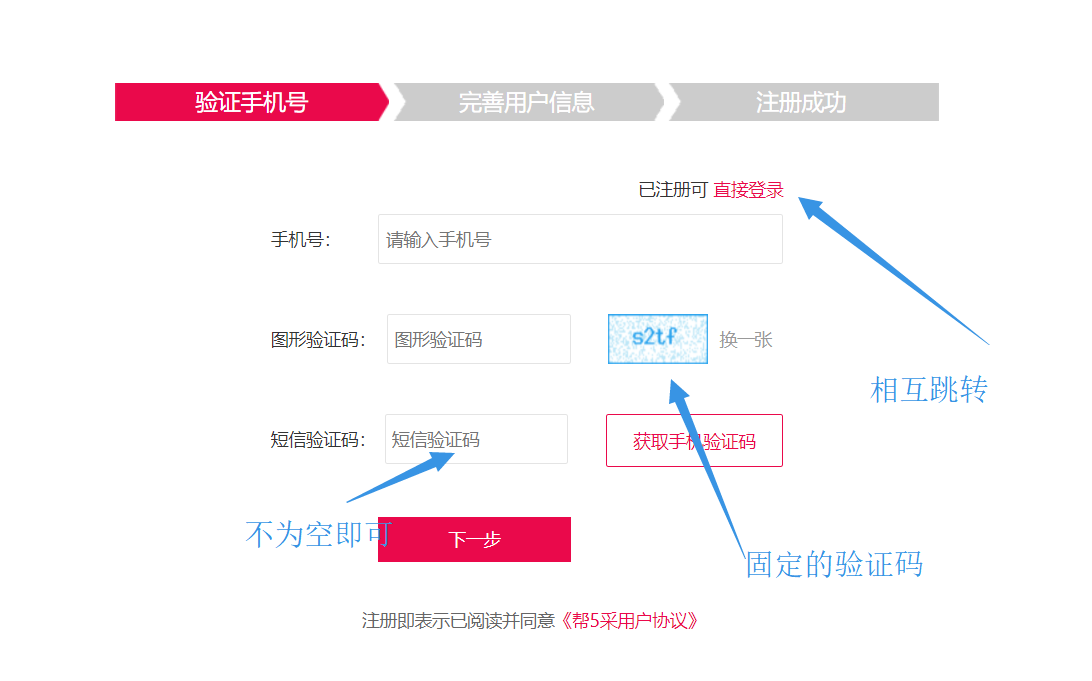 验证手机号 完善用户信息 注册成功
已注册可 直接登录
手机号: 请输入手机号
图形验证码: 图形验证码 s2tf 换一张
相互跳转
短信验证码: 短信验证码 获取手机验证码
不为空即可 下一步
固定的验证码
注册即表示已阅读并同意《帮5采用户协议》